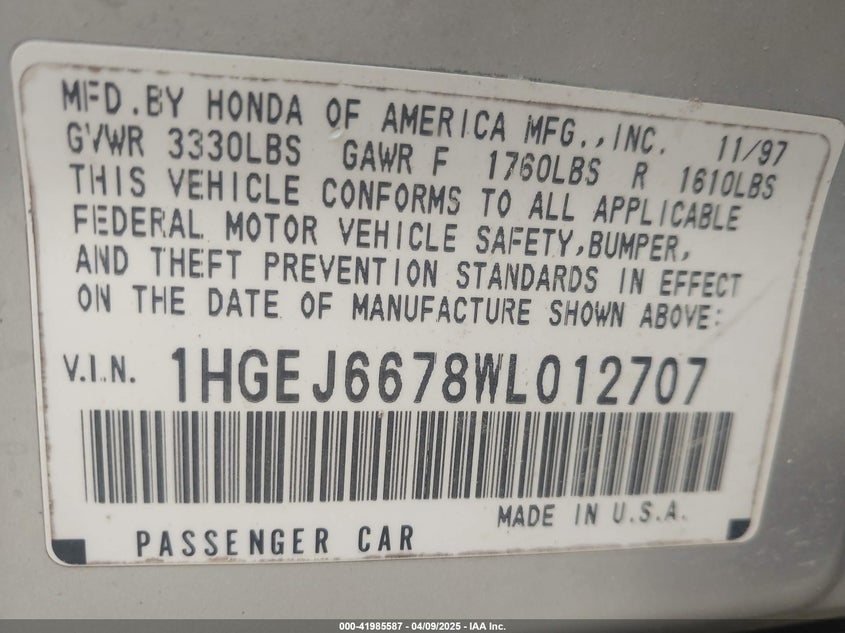 MFD.BY HONDA OF AMERICA MFG.,INC. 11/97
GVWR 3330LBS GAWR F 1760LBS R 1610LBS
THIS VEHICLE CONFORMS TO ALL APPLICABLE
FEDERAL MOTOR VEHICLE SAFETY,BUMPER,
AND THEFT PREVENTION STANDARDS IN EFFECT
ON THE DATE OF MANUFACTURE SHOWN ABOVE:
V.I.N. 1HGEJ6678WL012707
MADE IN U.S.A.
PASSENGER CAR
000-41985587 - 04/09/2025 - IAA Inc.